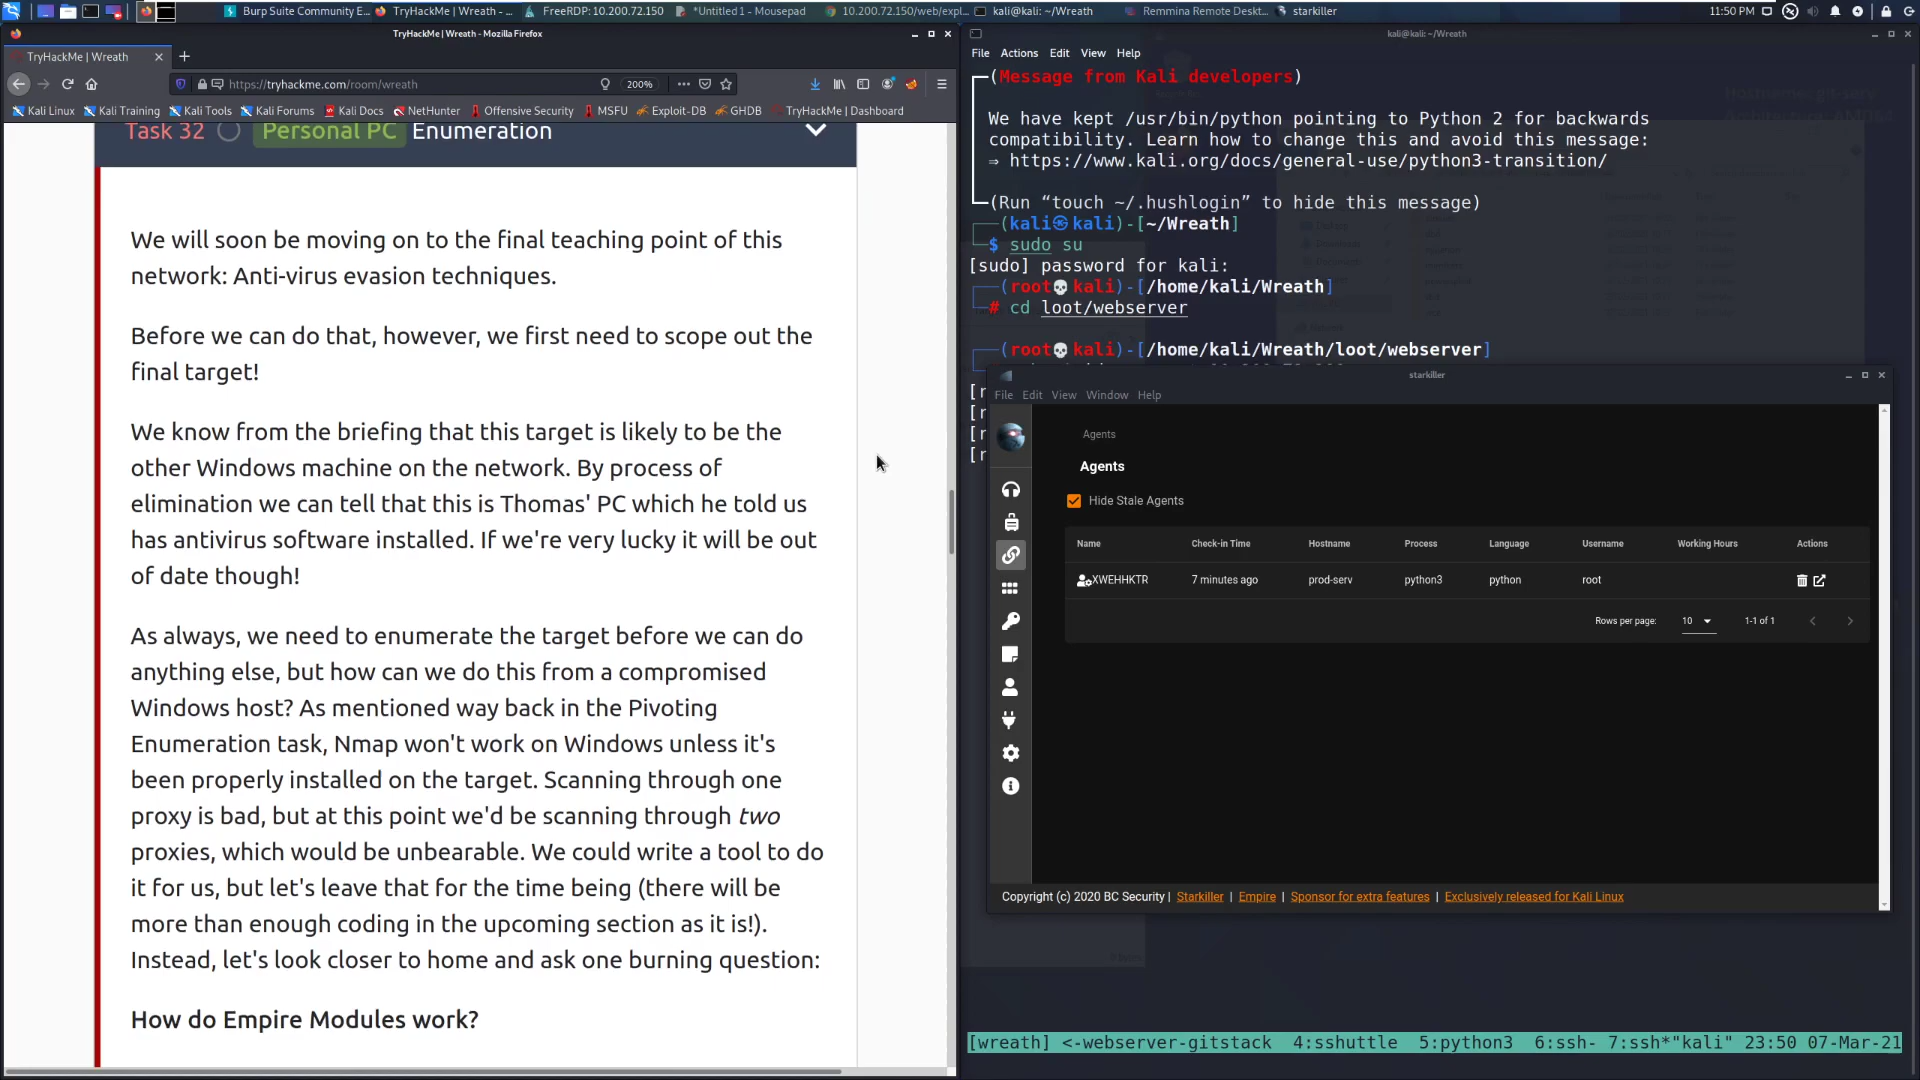 Burp Suite Community E...
TryHackMe | Wreath - ...
FreeRDP: 10.200.72.150
*Untitled 1 - Mousepad
10.200.72.150/web/expl...
kali@kali: ~/Wreath
Remmina Remote Deskt...
starkiller
11:50 PM
TryHackMe | Wreath - Mozilla Firefox
TryHackMe | Wreath
https://tryhackme.com/room/wreath
200%
Kali Linux
Kali Training
Kali Tools
Kali Forums
Kali Docs
NetHunter
Offensive Security
MSFU
Exploit-DB
GHDB
TryHackMe | Dashboard
Task 32 Personal PC Enumeration
We will soon be moving on to the final teaching point of this
network: Anti-virus evasion techniques.
Before we can do that, however, we first need to scope out the
final target!
We know from the briefing that this target is likely to be the
other Windows machine on the network. By process of
elimination we can tell that this is Thomas' PC which he told us
has antivirus software installed. If we're very lucky it will be out
of date though!
As always, we need to enumerate the target before we can do
anything else, but how can we do this from a compromised
Windows host? As mentioned way back in the Pivoting
Enumeration task, Nmap won't work on Windows unless it's
been properly installed on the target. Scanning through one
proxy is bad, but at this point we'd be scanning through two
proxies, which would be unbearable. We could write a tool to do
it for us, but let's leave that for the time being (there will be
more than enough coding in the upcoming section as it is!).
Instead, let's look closer to home and ask one burning question:
How do Empire Modules work?
kali@kali: ~/Wreath
File Actions Edit View Help
(Message from Kali developers)
We have kept /usr/bin/python pointing to Python 2 for backwards
compatibility. Learn how to change this and avoid this message:
⇒ https://www.kali.org/docs/general-use/python3-transition/
(Run “touch ~/.hushlogin” to hide this message)
(kali㉿kali)-[~/Wreath]
$ sudo su
[sudo] password for kali:
(root💀kali)-[/home/kali/Wreath]
# cd loot/webserver
(root💀kali)-[/home/kali/Wreath/loot/webserver]
[r
[r
[r
[r
starkiller
File Edit View Window Help
Agents
Agents
Hide Stale Agents
Name Check-in Time Hostname Process Language Username Working Hours Actions
XWEHHKTR 7 minutes ago prod-serv python3 python root
Rows per page: 10 1-1 of 1
Copyright (c) 2020 BC Security | Starkiller | Empire | Sponsor for extra features | Exclusively released for Kali Linux
[wreath] <-webserver-gitstack 4:sshuttle 5:python3 6:ssh- 7:ssh*"kali" 23:50 07-Mar-21